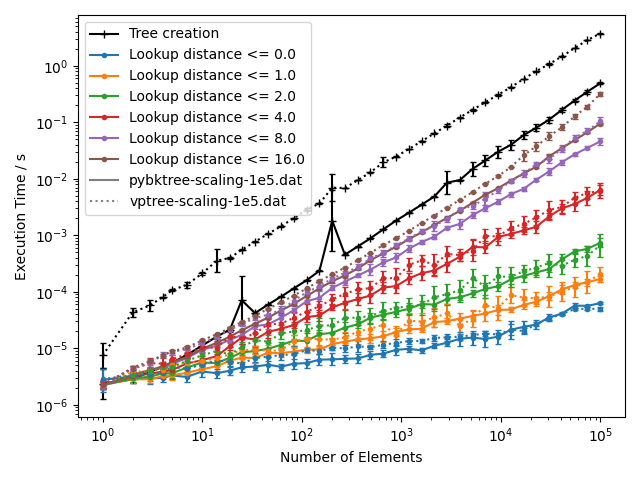 Tree creation
Lookup distance <= 0.0
Lookup distance <= 1.0
Lookup distance <= 2.0
Lookup distance <= 4.0
Lookup distance <= 8.0
Lookup distance <= 16.0
pybktree-scaling-1e5.dat
vptree-scaling-1e5.dat
Execution Time / s
10⁰
10⁻¹
10⁻²
10⁻³
10⁻⁴
10⁻⁵
10⁻⁶
10⁰ 10¹ 10² 10³ 10⁴ 10⁵
Number of Elements